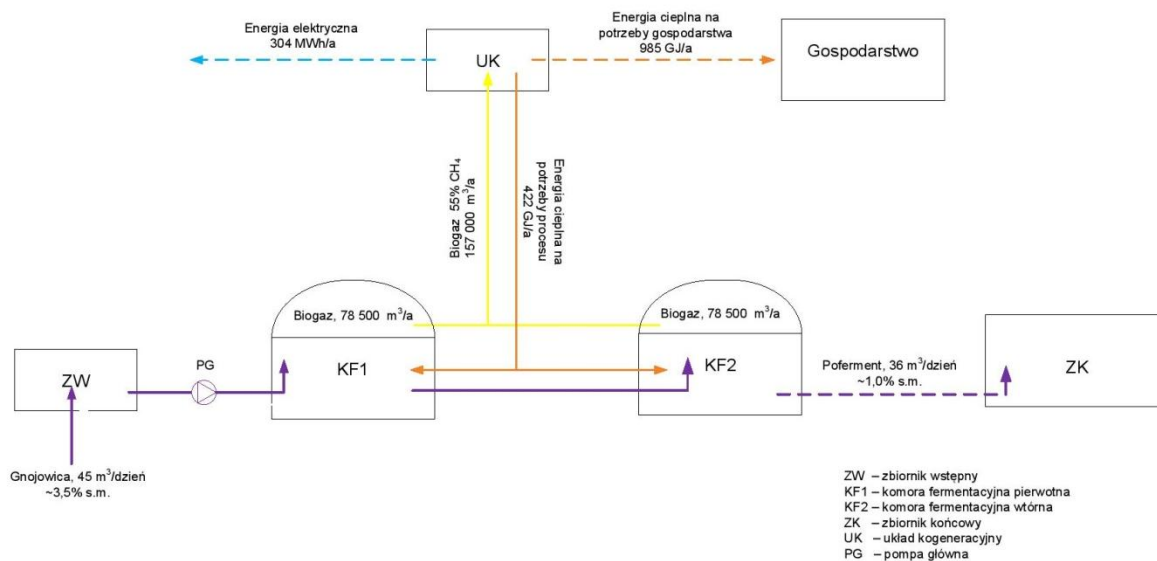 Energia elektryczna
304 MWh/a
Energia cieplna na
potrzeby gospodarstwa
985 GJ/a
UK
Gospodarstwo
Biogaz 55% CH₄
157 000 m³/a
Energia cieplna na
potrzeby procesu
422 GJ/a
Biogaz, 78 500 m³/a
Biogaz, 78 500 m³/a
ZW
PG
KF1
KF2
Poferment, 36 m³/dzień
~1,0% s.m.
ZK
Gnojowica, 45 m³/dzień
~3,5% s.m.
ZW – zbiornik wstępny
KF1 – komora fermentacyjna pierwotna
KF2 – komora fermentacyjna wtórna
ZK – zbiornik końcowy
UK – układ kogeneracyjny
PG – pompa główna